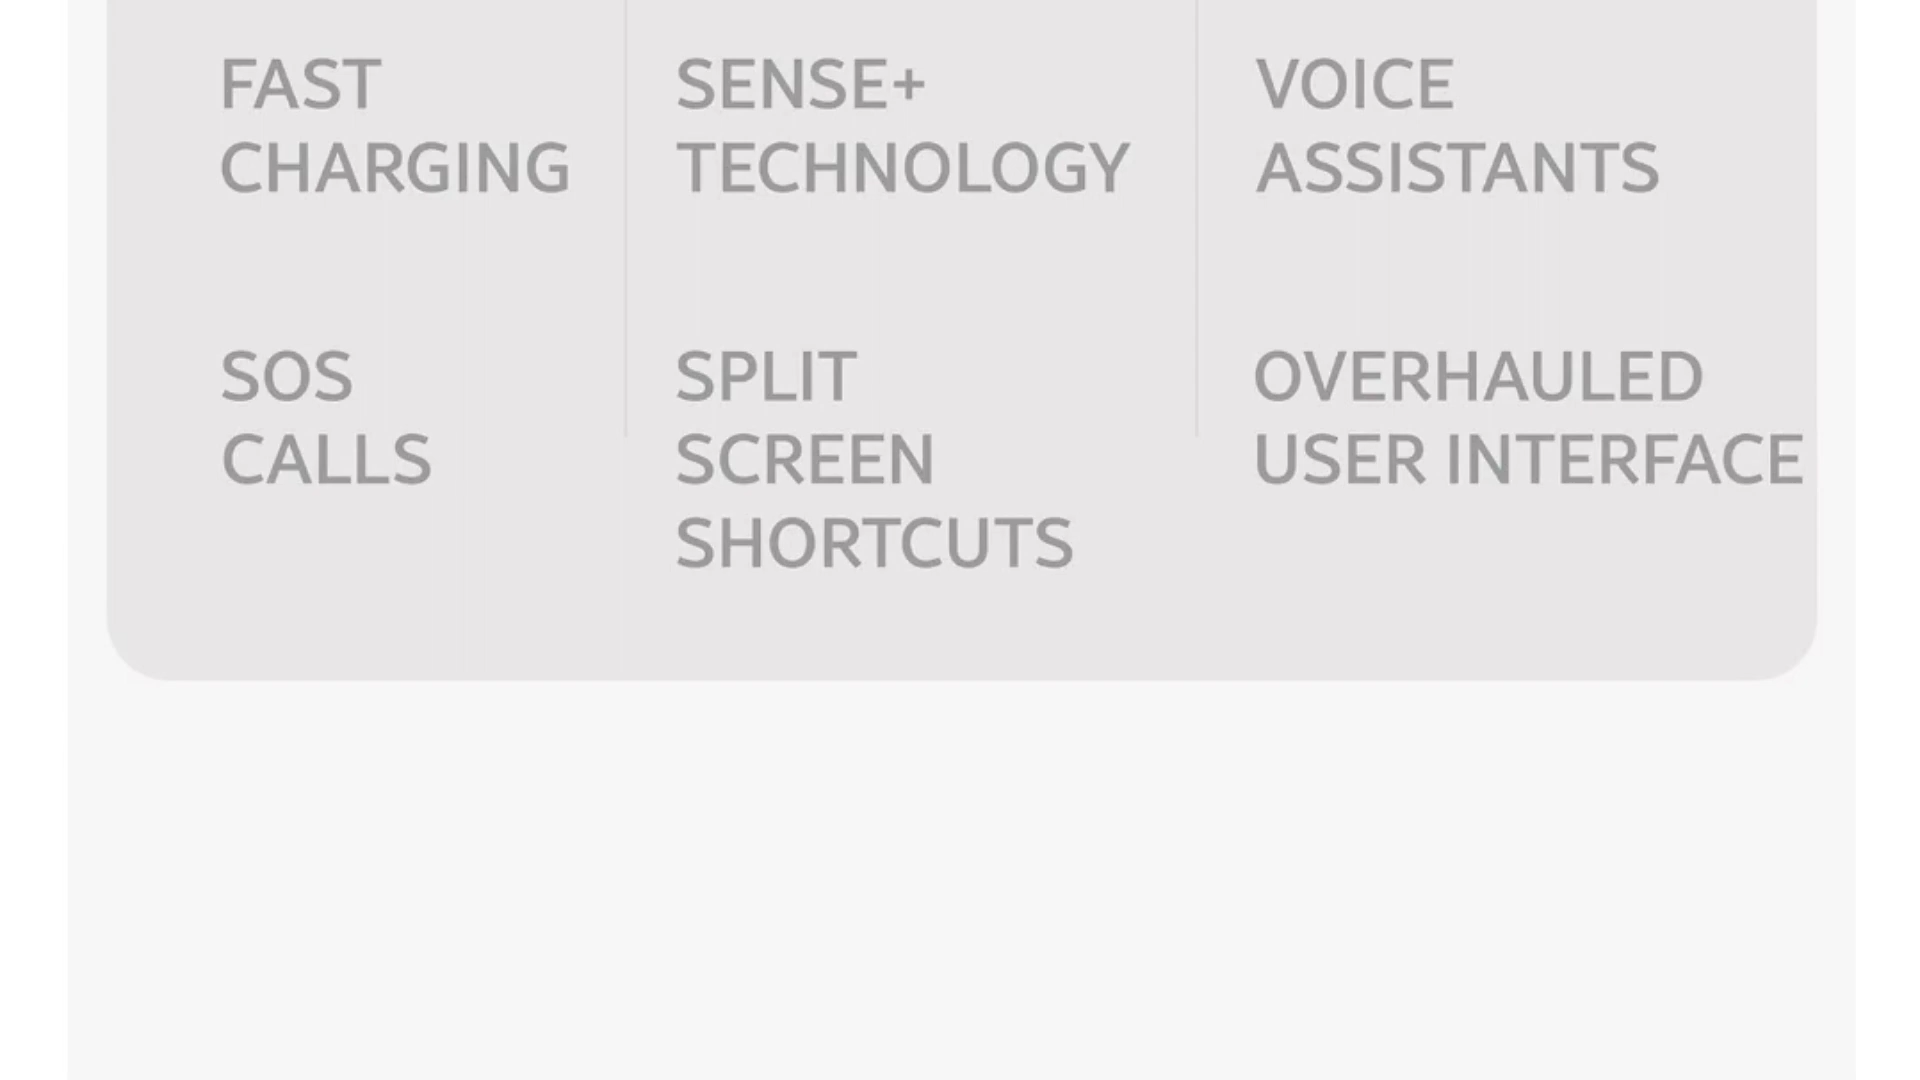 FAST
CHARGING
SENSE+
TECHNOLOGY
VOICE
ASSISTANTS
SOS
CALLS
SPLIT
SCREEN
SHORTCUTS
OVERHAULED
USER INTERFACE